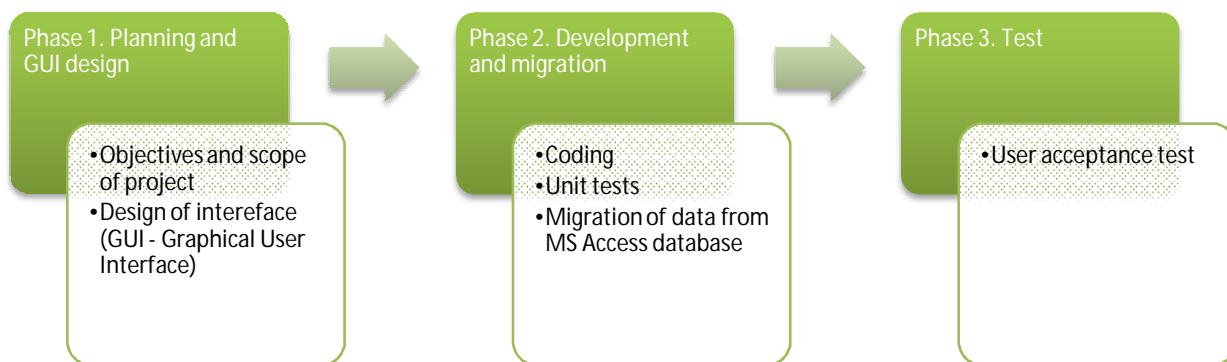 Phase 1. Planning and
GUI design
•Objectives and scope
of project
•Design of intereface
(GUI - Graphical User
Interface)
Phase 2. Development
and migration
•Coding
•Unit tests
•Migration of data from
MS Access database
Phase 3. Test
•User acceptance test